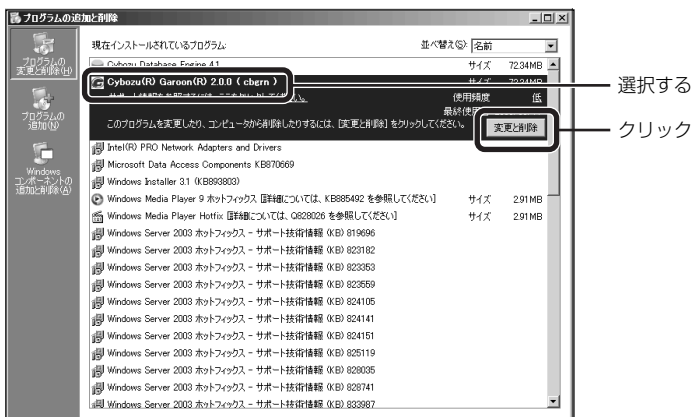 プログラムの追加と削除
プログラムの
変更と削除(H)
プログラムの
追加(N)
Windows
コンポーネントの
追加と削除(A)
現在インストールされているプログラム:
並べ替え(S): 名前
Cybozu Database Engine 4.1 サイズ 72.34MB
Cybozu(R) Garoon(R) 2.0.0 ( cbgrn ) サイズ 72.34MB
使用頻度 低
このプログラムを変更したり、コンピュータから削除したりするには、[変更と削除] をクリックしてください。
変更と削除
Intel(R) PRO Network Adapters and Drivers
Microsoft Data Access Components KB870669
Windows Installer 3.1 (KB893803)
Windows Media Player 9 ホットフィックス [詳細については、KB885492 を参照してください] サイズ 2.91MB
Windows Media Player Hotfix [詳細については、Q828026 を参照してください] サイズ 2.91MB
Windows Server 2003 ホットフィックス - サポート技術情報 (KB) 819696
Windows Server 2003 ホットフィックス - サポート技術情報 (KB) 823182
Windows Server 2003 ホットフィックス - サポート技術情報 (KB) 823353
Windows Server 2003 ホットフィックス - サポート技術情報 (KB) 823559
Windows Server 2003 ホットフィックス - サポート技術情報 (KB) 824105
Windows Server 2003 ホットフィックス - サポート技術情報 (KB) 824141
Windows Server 2003 ホットフィックス - サポート技術情報 (KB) 824151
Windows Server 2003 ホットフィックス - サポート技術情報 (KB) 825119
Windows Server 2003 ホットフィックス - サポート技術情報 (KB) 828035
Windows Server 2003 ホットフィックス - サポート技術情報 (KB) 828741
Windows Server 2003 ホットフィックス - サポート技術情報 (KB) 833987
選択する
クリック